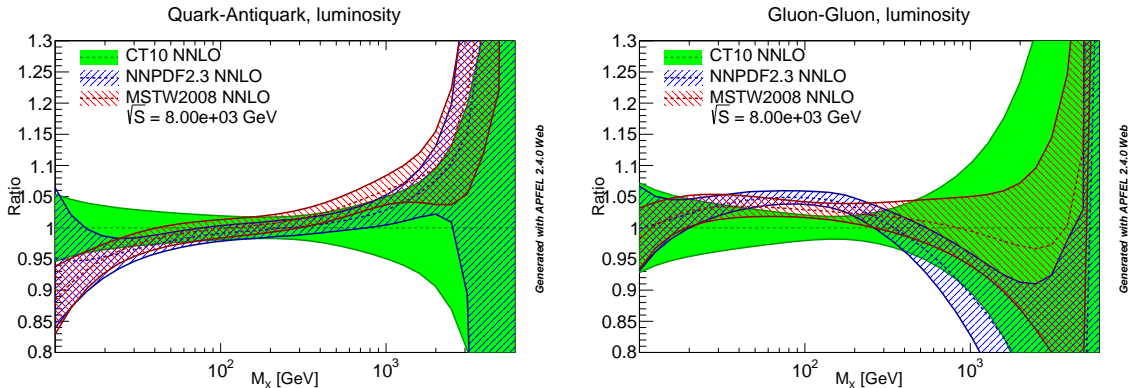 Quark-Antiquark, luminosity
1.3
1.25
1.2
1.15
1.1
1.05
1
0.95
0.9
0.85
0.8
Ratio
CT10 NNLO
NNPDF2.3 NNLO
MSTW2008 NNLO
√S = 8.00e+03 GeV
10²
10³
M_X [GeV]
Generated with APFEL 2.4.0 Web
Gluon-Gluon, luminosity
1.3
1.25
1.2
1.15
1.1
1.05
1
0.95
0.9
0.85
0.8
Ratio
CT10 NNLO
NNPDF2.3 NNLO
MSTW2008 NNLO
√S = 8.00e+03 GeV
10²
10³
M_X [GeV]
Generated with APFEL 2.4.0 Web